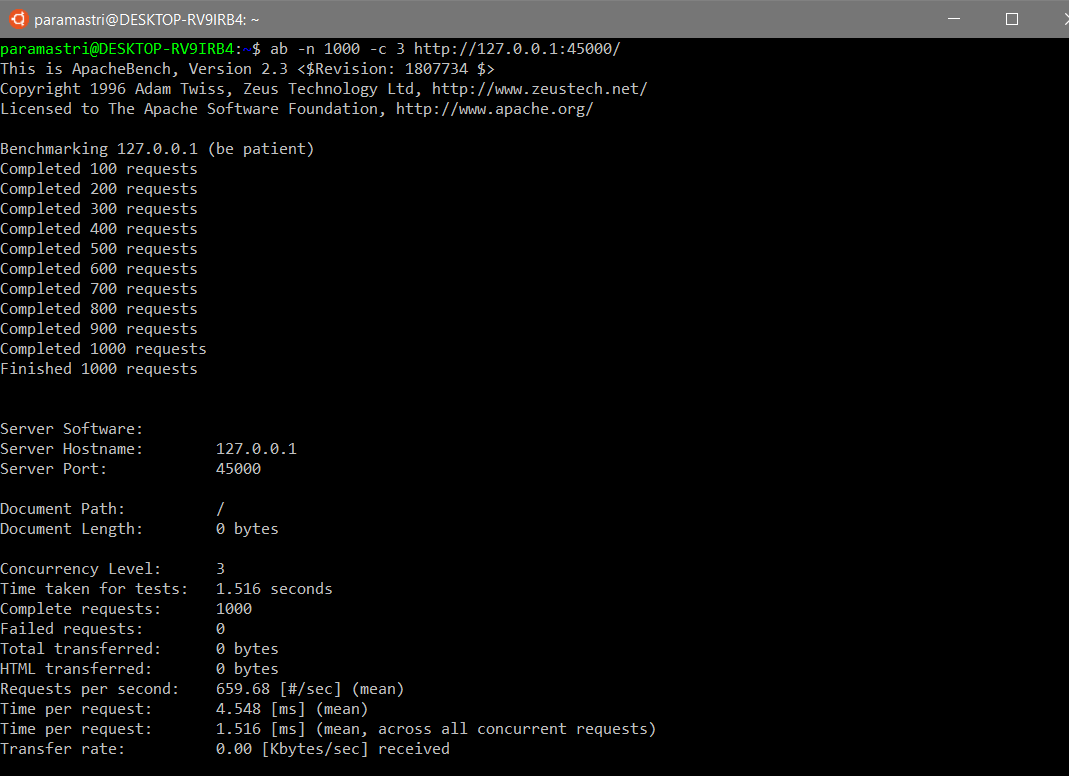 paramastri@DESKTOP-RV9IRB4: ~
paramastri@DESKTOP-RV9IRB4:~$ ab -n 1000 -c 3 http://127.0.0.1:45000/
This is ApacheBench, Version 2.3 <$Revision: 1807734 $>
Copyright 1996 Adam Twiss, Zeus Technology Ltd, http://www.zeustech.net/
Licensed to The Apache Software Foundation, http://www.apache.org/

Benchmarking 127.0.0.1 (be patient)
Completed 100 requests
Completed 200 requests
Completed 300 requests
Completed 400 requests
Completed 500 requests
Completed 600 requests
Completed 700 requests
Completed 800 requests
Completed 900 requests
Completed 1000 requests
Finished 1000 requests

Server Software:
Server Hostname:        127.0.0.1
Server Port:            45000

Document Path:          /
Document Length:        0 bytes

Concurrency Level:      3
Time taken for tests:   1.516 seconds
Complete requests:      1000
Failed requests:        0
Total transferred:      0 bytes
HTML transferred:       0 bytes
Requests per second:    659.68 [#/sec] (mean)
Time per request:       4.548 [ms] (mean)
Time per request:       1.516 [ms] (mean, across all concurrent requests)
Transfer rate:          0.00 [Kbytes/sec] received